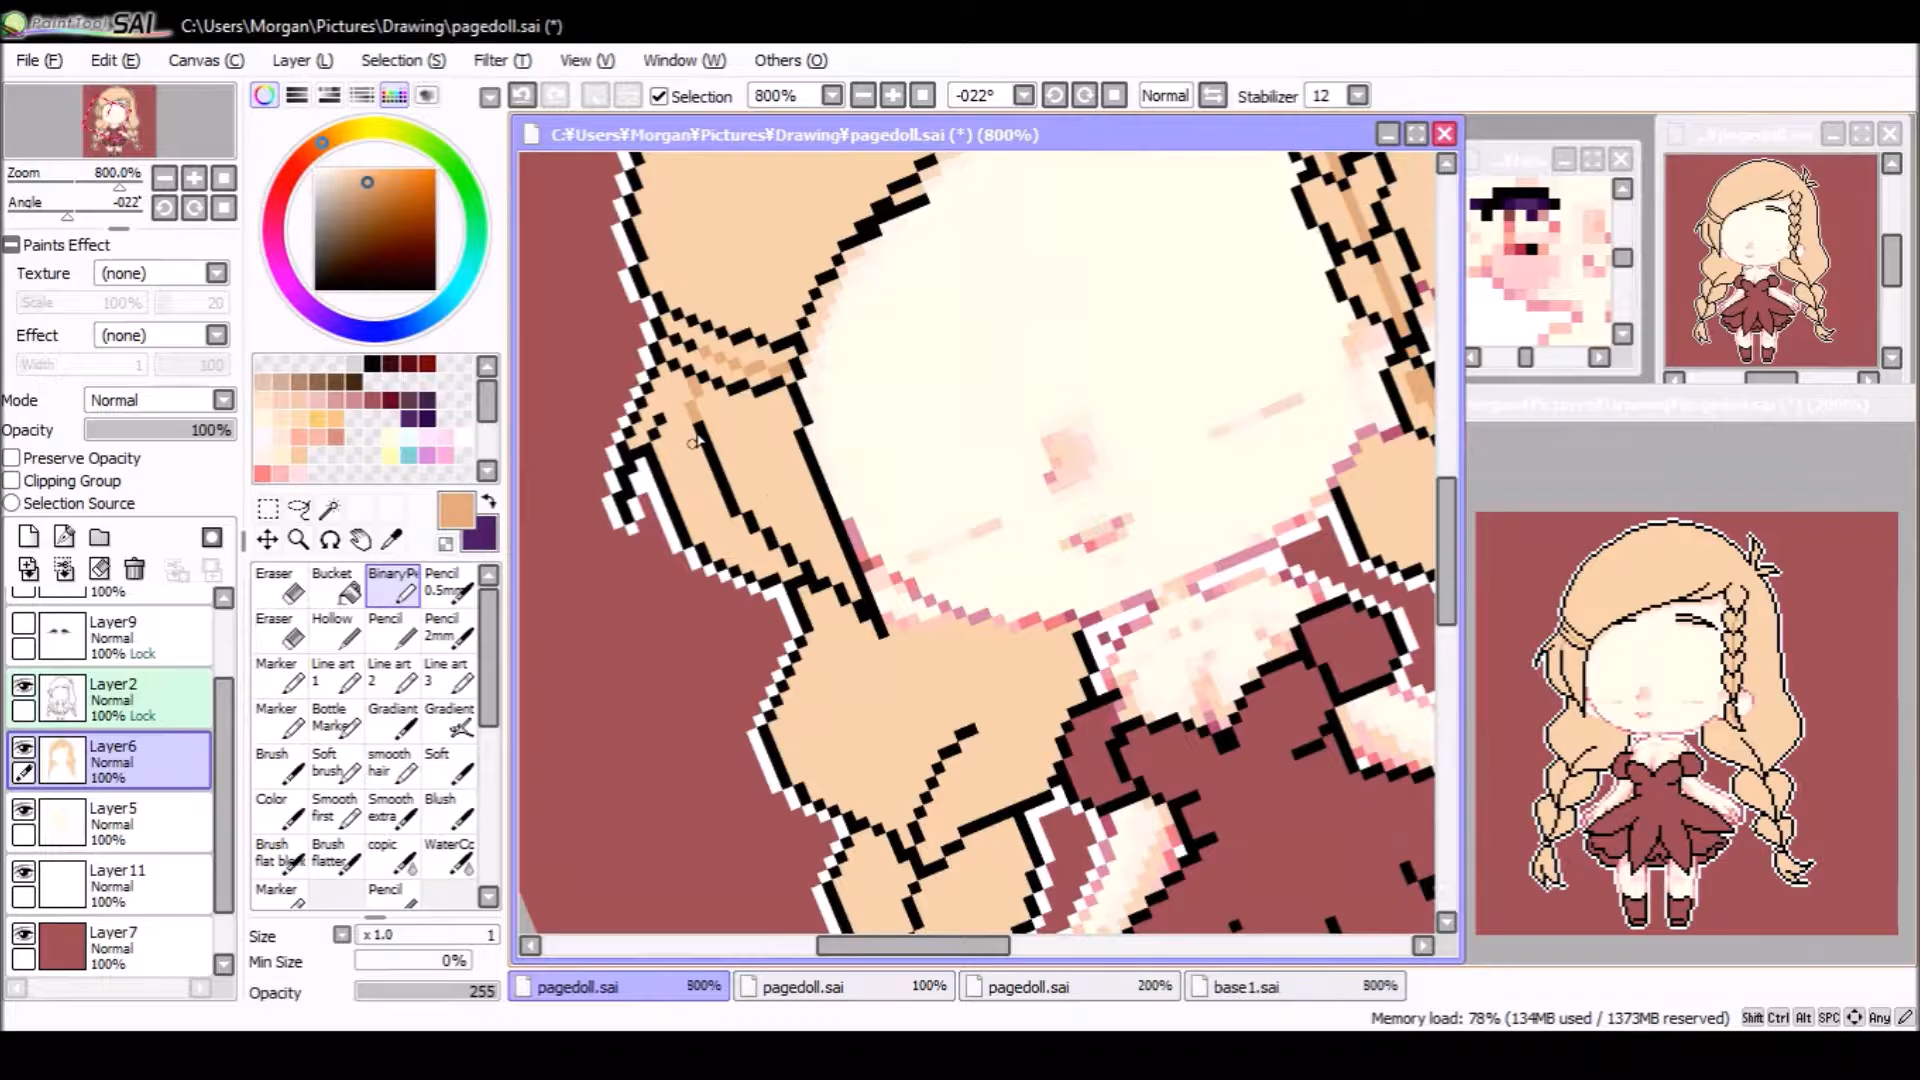 PaintTool SAI C:\Users\Morgan\Pictures\Drawing\pagedoll.sai (*)
File (F) Edit (E) Canvas (C) Layer (L) Selection (S) Filter (T) View (V) Window (W) Others (O)
Selection 800% -022° Normal Stabilizer 12
C:¥Users¥Morgan¥Pictures¥Drawing¥pagedoll.sai (*) (800%)
Zoom 800.0%
Angle -022°
Paints Effect
Texture (none)
Scale 100% 20
Effect (none)
Width 1 100
Mode Normal
Opacity 100%
Preserve Opacity
Clipping Group
Selection Source
100%
Layer9
Normal
100% Lock
Layer2
Normal
100% Lock
Layer6
Normal
100%
Layer5
Normal
100%
Layer11
Normal
100%
Layer7
Normal
100%
Eraser Bucket BinaryPe Pencil
0.5mm
Eraser Hollow Pencil Pencil
2mm
Marker Line art Line art Line art
1 2 3
Marker Bottle Gradiant Gradient
Marker
Brush Soft smooth Soft
brush hair
Color Smooth Smooth Blush
first extra
Brush Brush copic WaterCo
flat ble flatter
Marker Pencil
Size x 1.0 1
Min Size 0%
Opacity 255
pagedoll.sai 800% pagedoll.sai 100% pagedoll.sai 200% base1.sai 800%
Memory load: 78% (134MB used / 1373MB reserved) Shift Ctrl Alt SPC Any